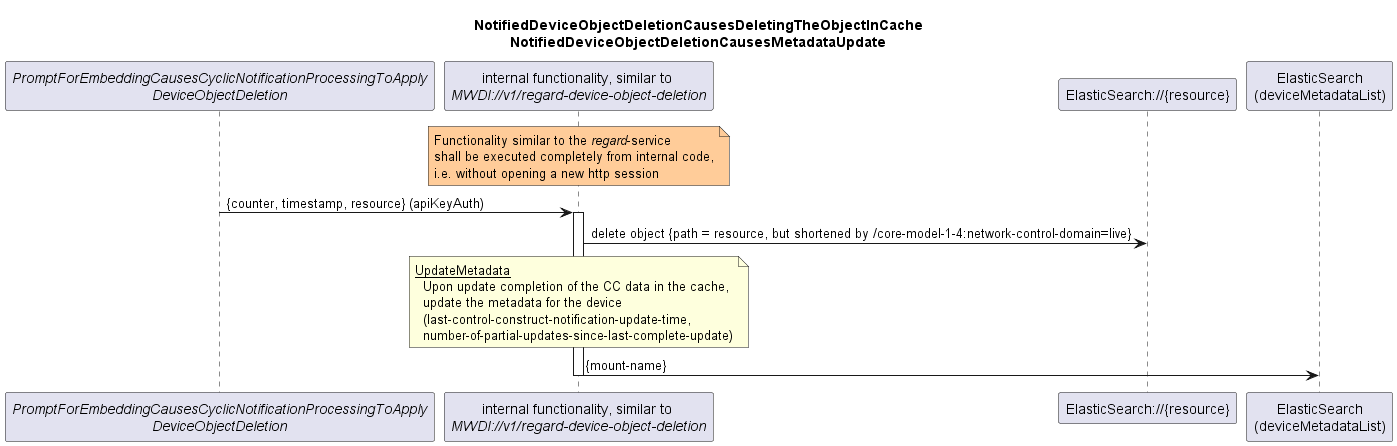 NotifiedDeviceObjectDeletionCausesDeletingTheObjectInCache
NotifiedDeviceObjectDeletionCausesMetadataUpdate
PromptForEmbeddingCausesCyclicNotificationProcessingToApply
DeviceObjectDeletion
internal functionality, similar to
MWDI://v1/regard-device-object-deletion
ElasticSearch://{resource}
ElasticSearch
(deviceMetadataList)
Functionality similar to the regard-service
shall be executed completely from internal code,
i.e. without opening a new http session
{counter, timestamp, resource} (apiKeyAuth)
delete object {path = resource, but shortened by /core-model-1-4:network-control-domain=live}
UpdateMetadata
Upon update completion of the CC data in the cache,
update the metadata for the device
(last-control-construct-notification-update-time,
number-of-partial-updates-since-last-complete-update)
{mount-name}
PromptForEmbeddingCausesCyclicNotificationProcessingToApply
DeviceObjectDeletion
internal functionality, similar to
MWDI://v1/regard-device-object-deletion
ElasticSearch://{resource}
ElasticSearch
(deviceMetadataList)